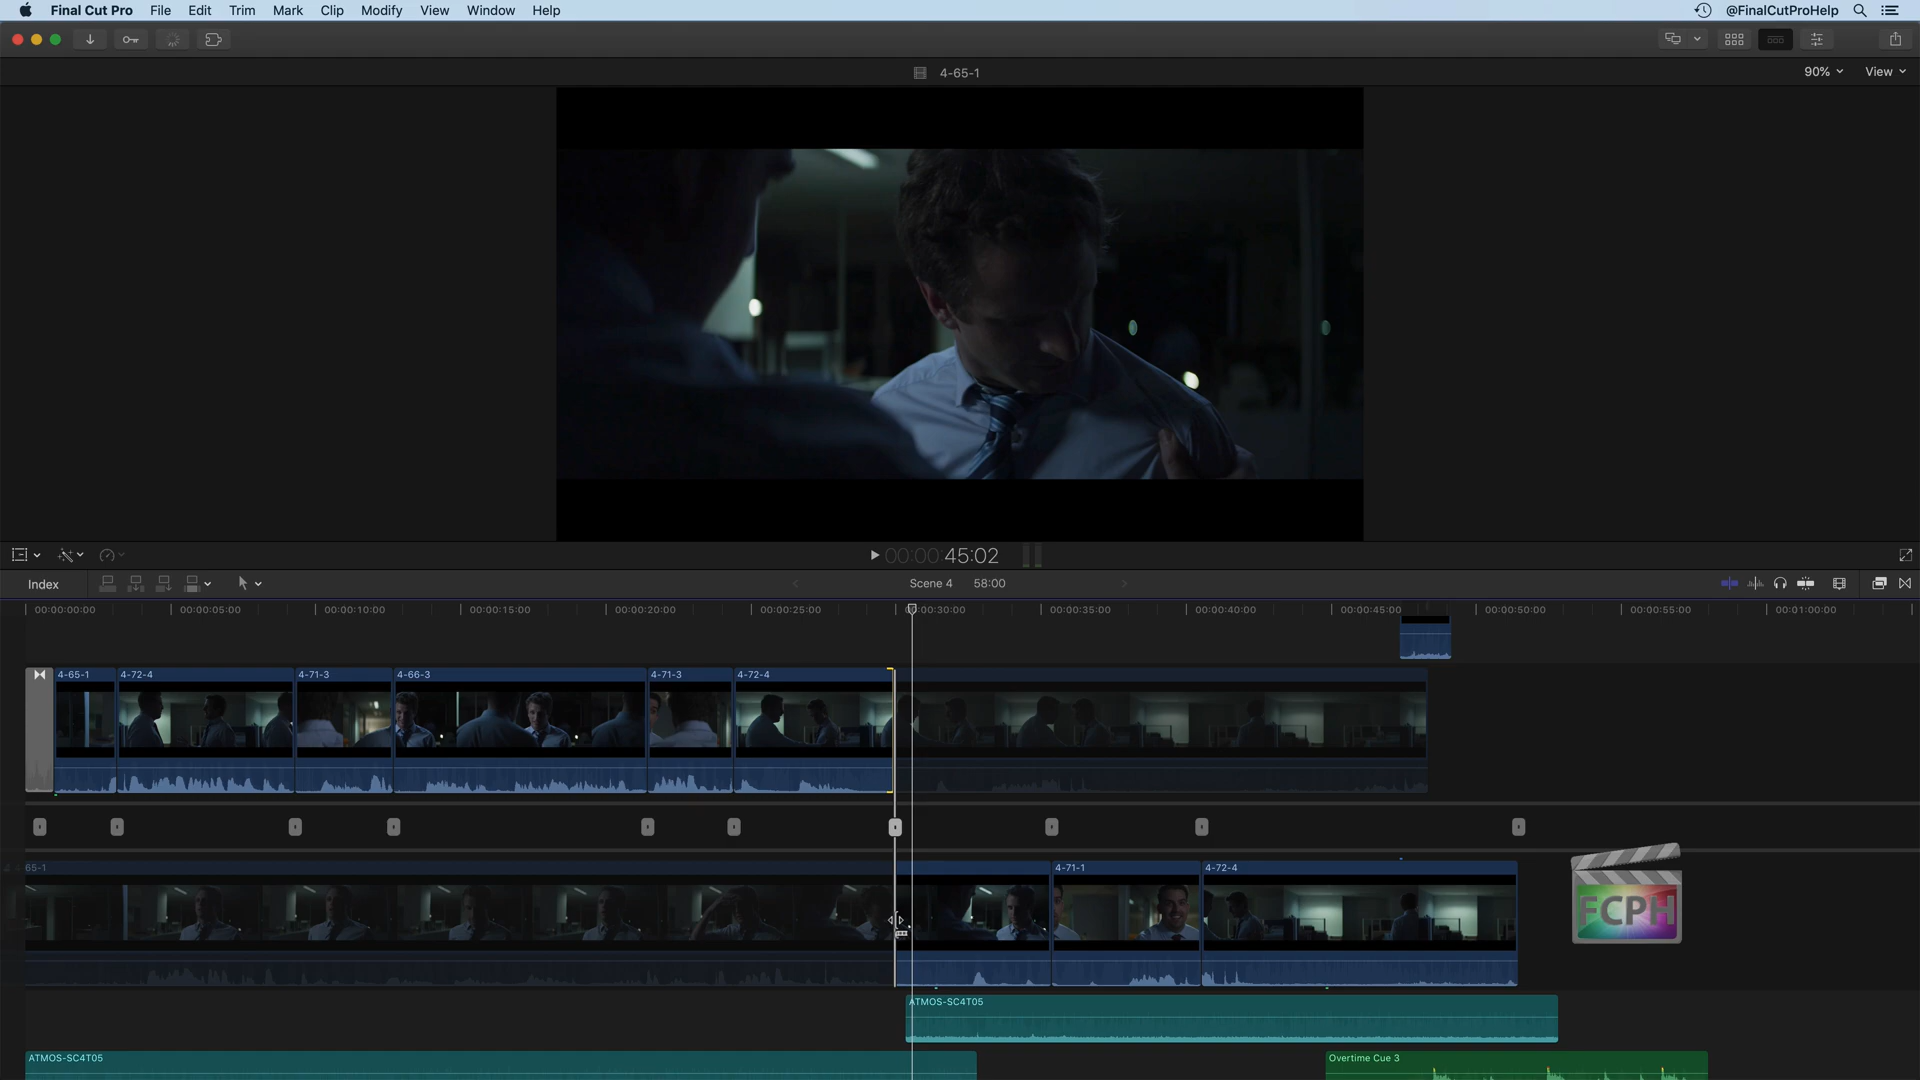 Final Cut Pro File Edit Trim Mark Clip Modify View Window Help @FinalCutProHelp
4-65-1 90% View
00:00:00:45:02
Index Scene 4 58:00
00:00:00:00 00:00:05:00 00:00:10:00 00:00:15:00 00:00:20:00 00:00:25:00 00:00:30:00 00:00:35:00 00:00:40:00 00:00:45:00 00:00:50:00 00:00:55:00 00:01:00:00
4-65-1 4-72-4 4-71-3 4-66-3 4-71-3 4-72-4
65-1 4-71-1 4-72-4
FCPH
ATMOS-SC4T05
ATMOS-SC4T05 Overtime Cue 3